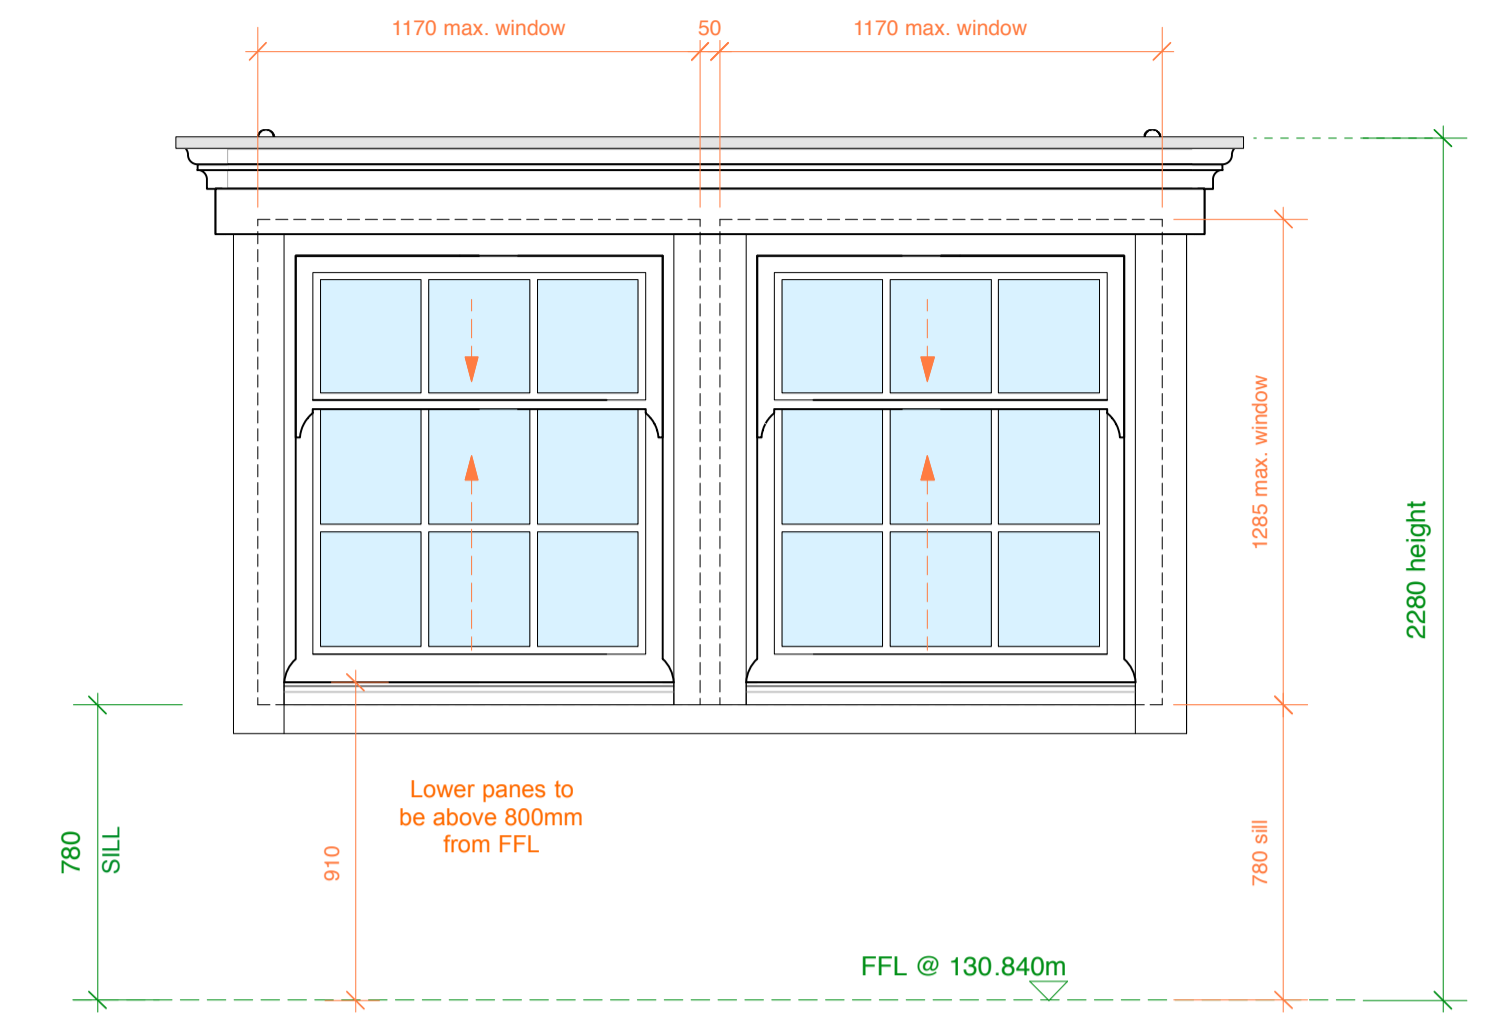 1170 max. window
50
1170 max. window
1285 max. window
2280 height
Lower panes to
be above 800mm
from FFL
780
SILL
910
780 sill
FFL @ 130.840m